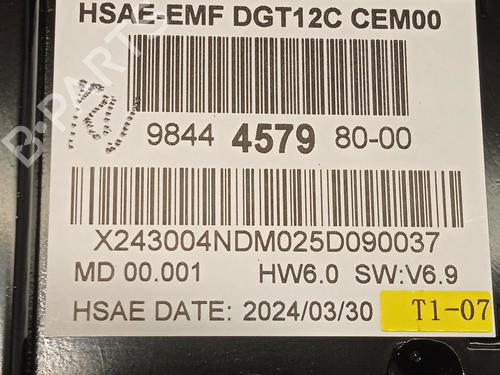 HSAE-EMF DGT12C CEM00
9844 4579 80-00
X243004NDM025D090037
MD 00.001 HW6.0 SW:V6.9
HSAE DATE: 2024/03/30 T1-07
B-PARTS